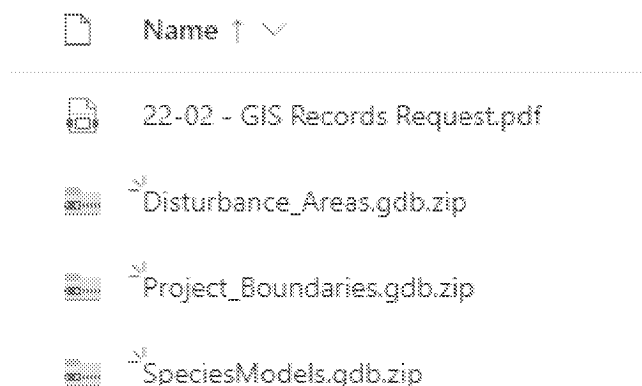 Name
22-02 - GIS Records Request.pdf
Disturbance_Areas.gdb.zip
Project_Boundaries.gdb.zip
SpeciesModels.gdb.zip